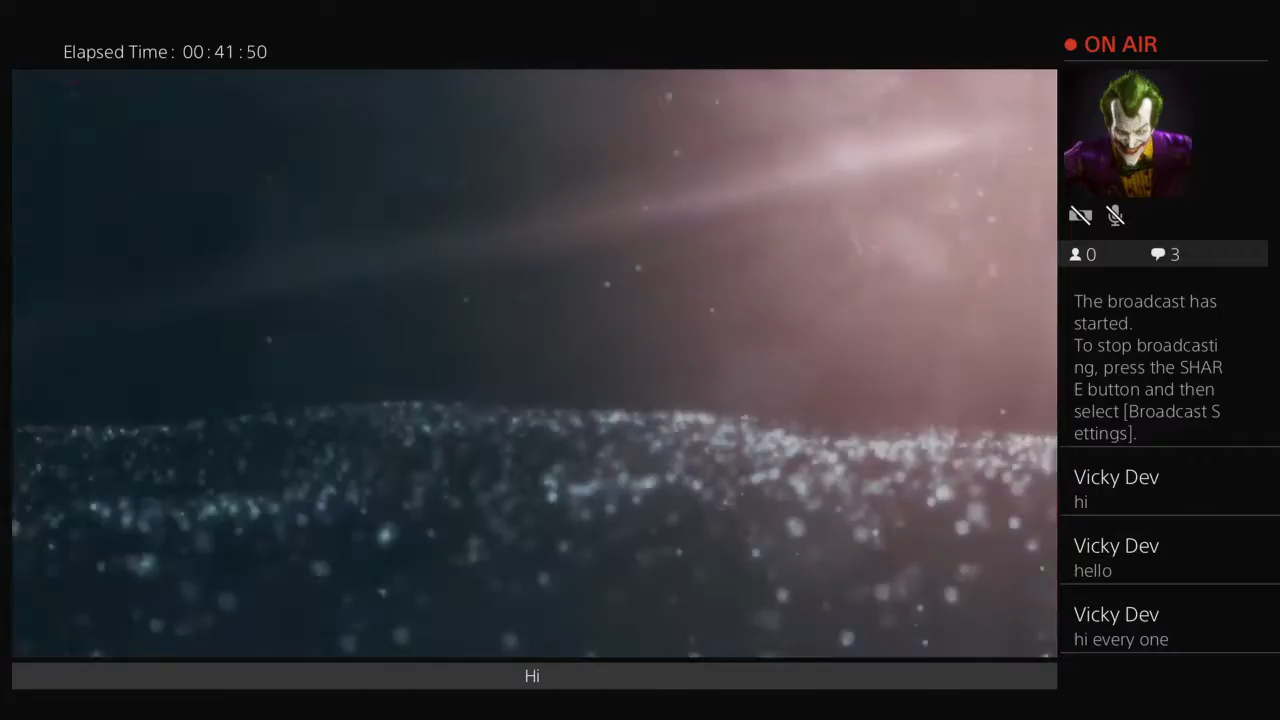 Elapsed Time: 00:41:50
ON AIR
0 3
The broadcast has
started.
To stop broadcasti
ng, press the SHAR
E button and then
select [Broadcast S
ettings].
Vicky Dev
hi
Vicky Dev
hello
Vicky Dev
hi every one
Hi